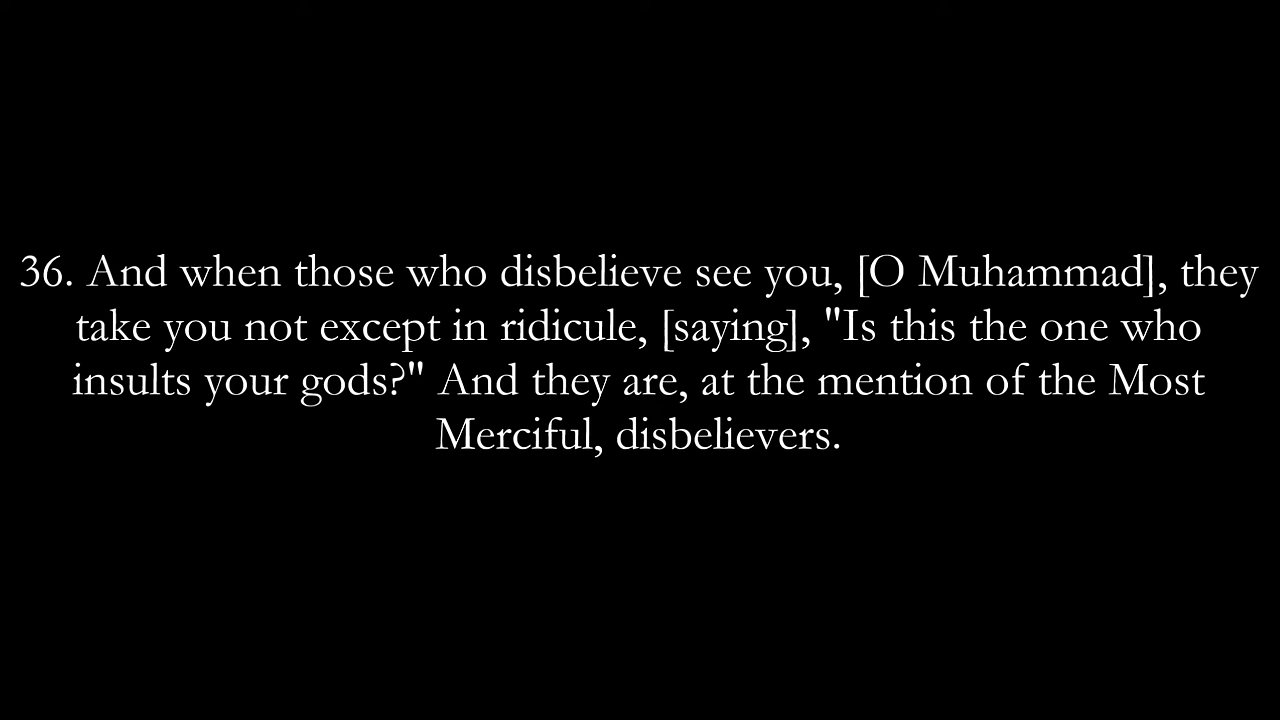 36. And when those who disbelieve see you, [O Muhammad], they
take you not except in ridicule, [saying], "Is this the one who
insults your gods?" And they are, at the mention of the Most
Merciful, disbelievers.